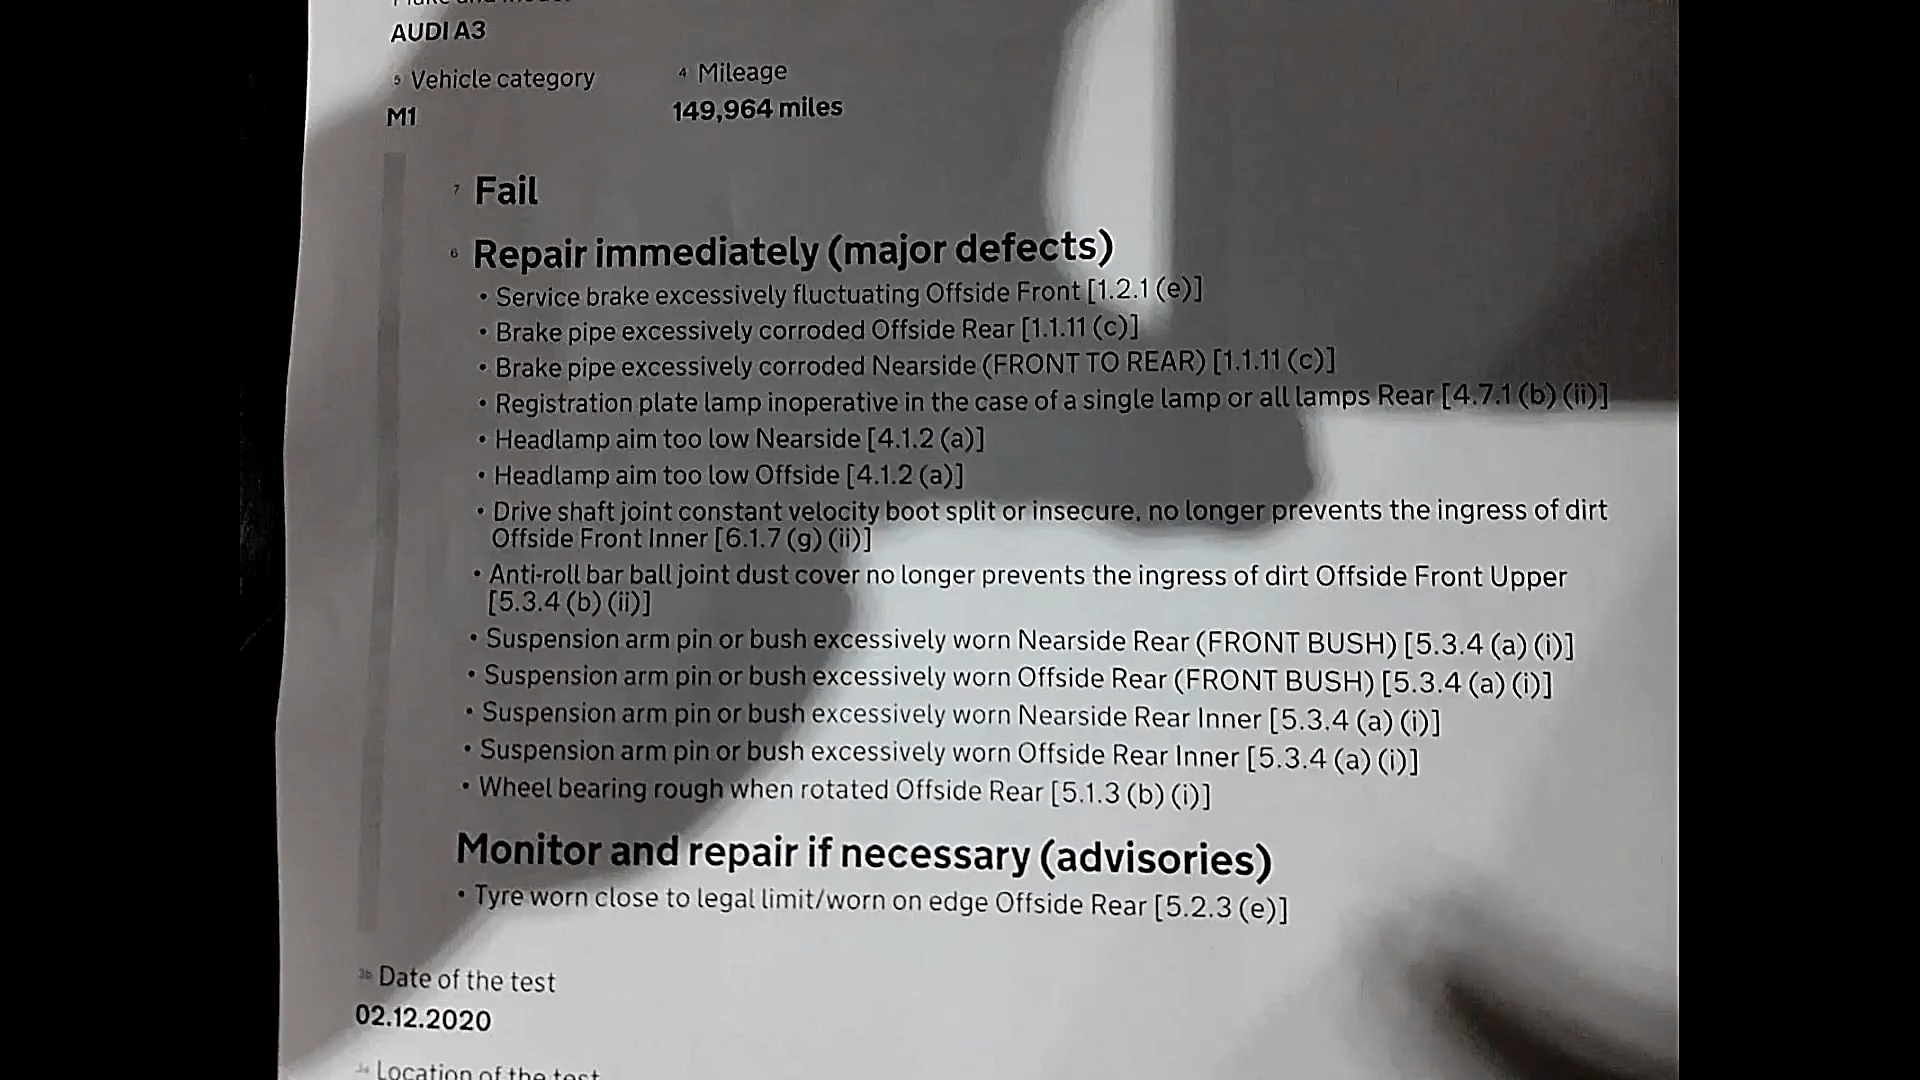 AUDI A3
5 Vehicle category
4 Mileage
M1
149,964 miles
7 Fail
6 Repair immediately (major defects)
• Service brake excessively fluctuating Offside Front [1.2.1 (e)]
• Brake pipe excessively corroded Offside Rear [1.1.11 (c)]
• Brake pipe excessively corroded Nearside (FRONT TO REAR) [1.1.11 (c)]
• Registration plate lamp inoperative in the case of a single lamp or all lamps Rear [4.7.1 (b) (ii)]
• Headlamp aim too low Nearside [4.1.2 (a)]
• Headlamp aim too low Offside [4.1.2 (a)]
• Drive shaft joint constant velocity boot split or insecure, no longer prevents the ingress of dirt
Offside Front Inner [6.1.7 (g) (ii)]
• Anti-roll bar ball joint dust cover no longer prevents the ingress of dirt Offside Front Upper
[5.3.4 (b) (ii)]
• Suspension arm pin or bush excessively worn Nearside Rear (FRONT BUSH) [5.3.4 (a) (i)]
• Suspension arm pin or bush excessively worn Offside Rear (FRONT BUSH) [5.3.4 (a) (i)]
• Suspension arm pin or bush excessively worn Nearside Rear Inner [5.3.4 (a) (i)]
• Suspension arm pin or bush excessively worn Offside Rear Inner [5.3.4 (a) (i)]
• Wheel bearing rough when rotated Offside Rear [5.1.3 (b) (i)]
Monitor and repair if necessary (advisories)
• Tyre worn close to legal limit/worn on edge Offside Rear [5.2.3 (e)]
3b Date of the test
02.12.2020
Location of the test